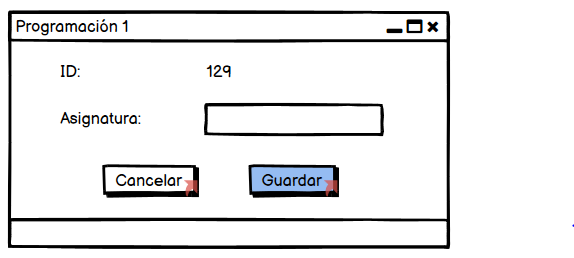 Programación 1
ID: 129
Asignatura:
Cancelar Guardar